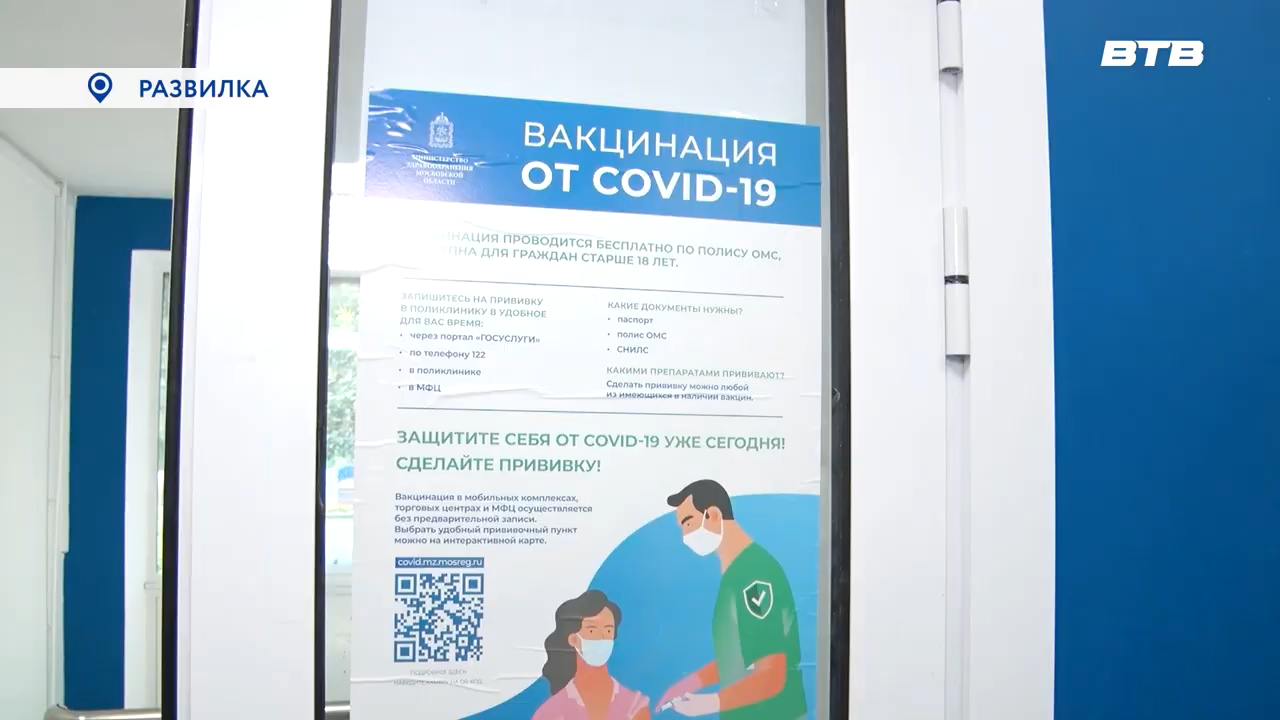 РАЗВИЛКА
ВТВ
МИНИСТЕРСТВО
ЗДРАВООХРАНЕНИЯ
МОСКОВСКОЙ
ОБЛАСТИ
ВАКЦИНАЦИЯ
ОТ COVID-19
ПРОВОДИТСЯ БЕСПЛАТНО ПО ПОЛИСУ ОМС,
ДЛЯ ГРАЖДАН СТАРШЕ 18 ЛЕТ.
ЗАПИШИТЕСЬ НА ПРИВИВКУ
В ПОЛИКЛИНИКУ В УДОБНОЕ
ДЛЯ ВАС ВРЕМЯ:
• через портал «ГОСУСЛУГИ»
• по телефону 122
• в поликлинике
• в МФЦ
КАКИЕ ДОКУМЕНТЫ НУЖНЫ?
• паспорт
• полис ОМС
• СНИЛС
КАКИМИ ПРЕПАРАТАМИ ПРИВИВАЮТ?
Сделать прививку можно любой
из имеющихся в наличии вакцин.
ЗАЩИТИТЕ СЕБЯ ОТ COVID-19 УЖЕ СЕГОДНЯ!
СДЕЛАЙТЕ ПРИВИВКУ!
Вакцинация в мобильных комплексах,
торговых центрах и МФЦ осуществляется
без предварительной записи.
Выбрать удобный прививочный пункт
можно на интерактивной карте.
covid.mz.mosreg.ru